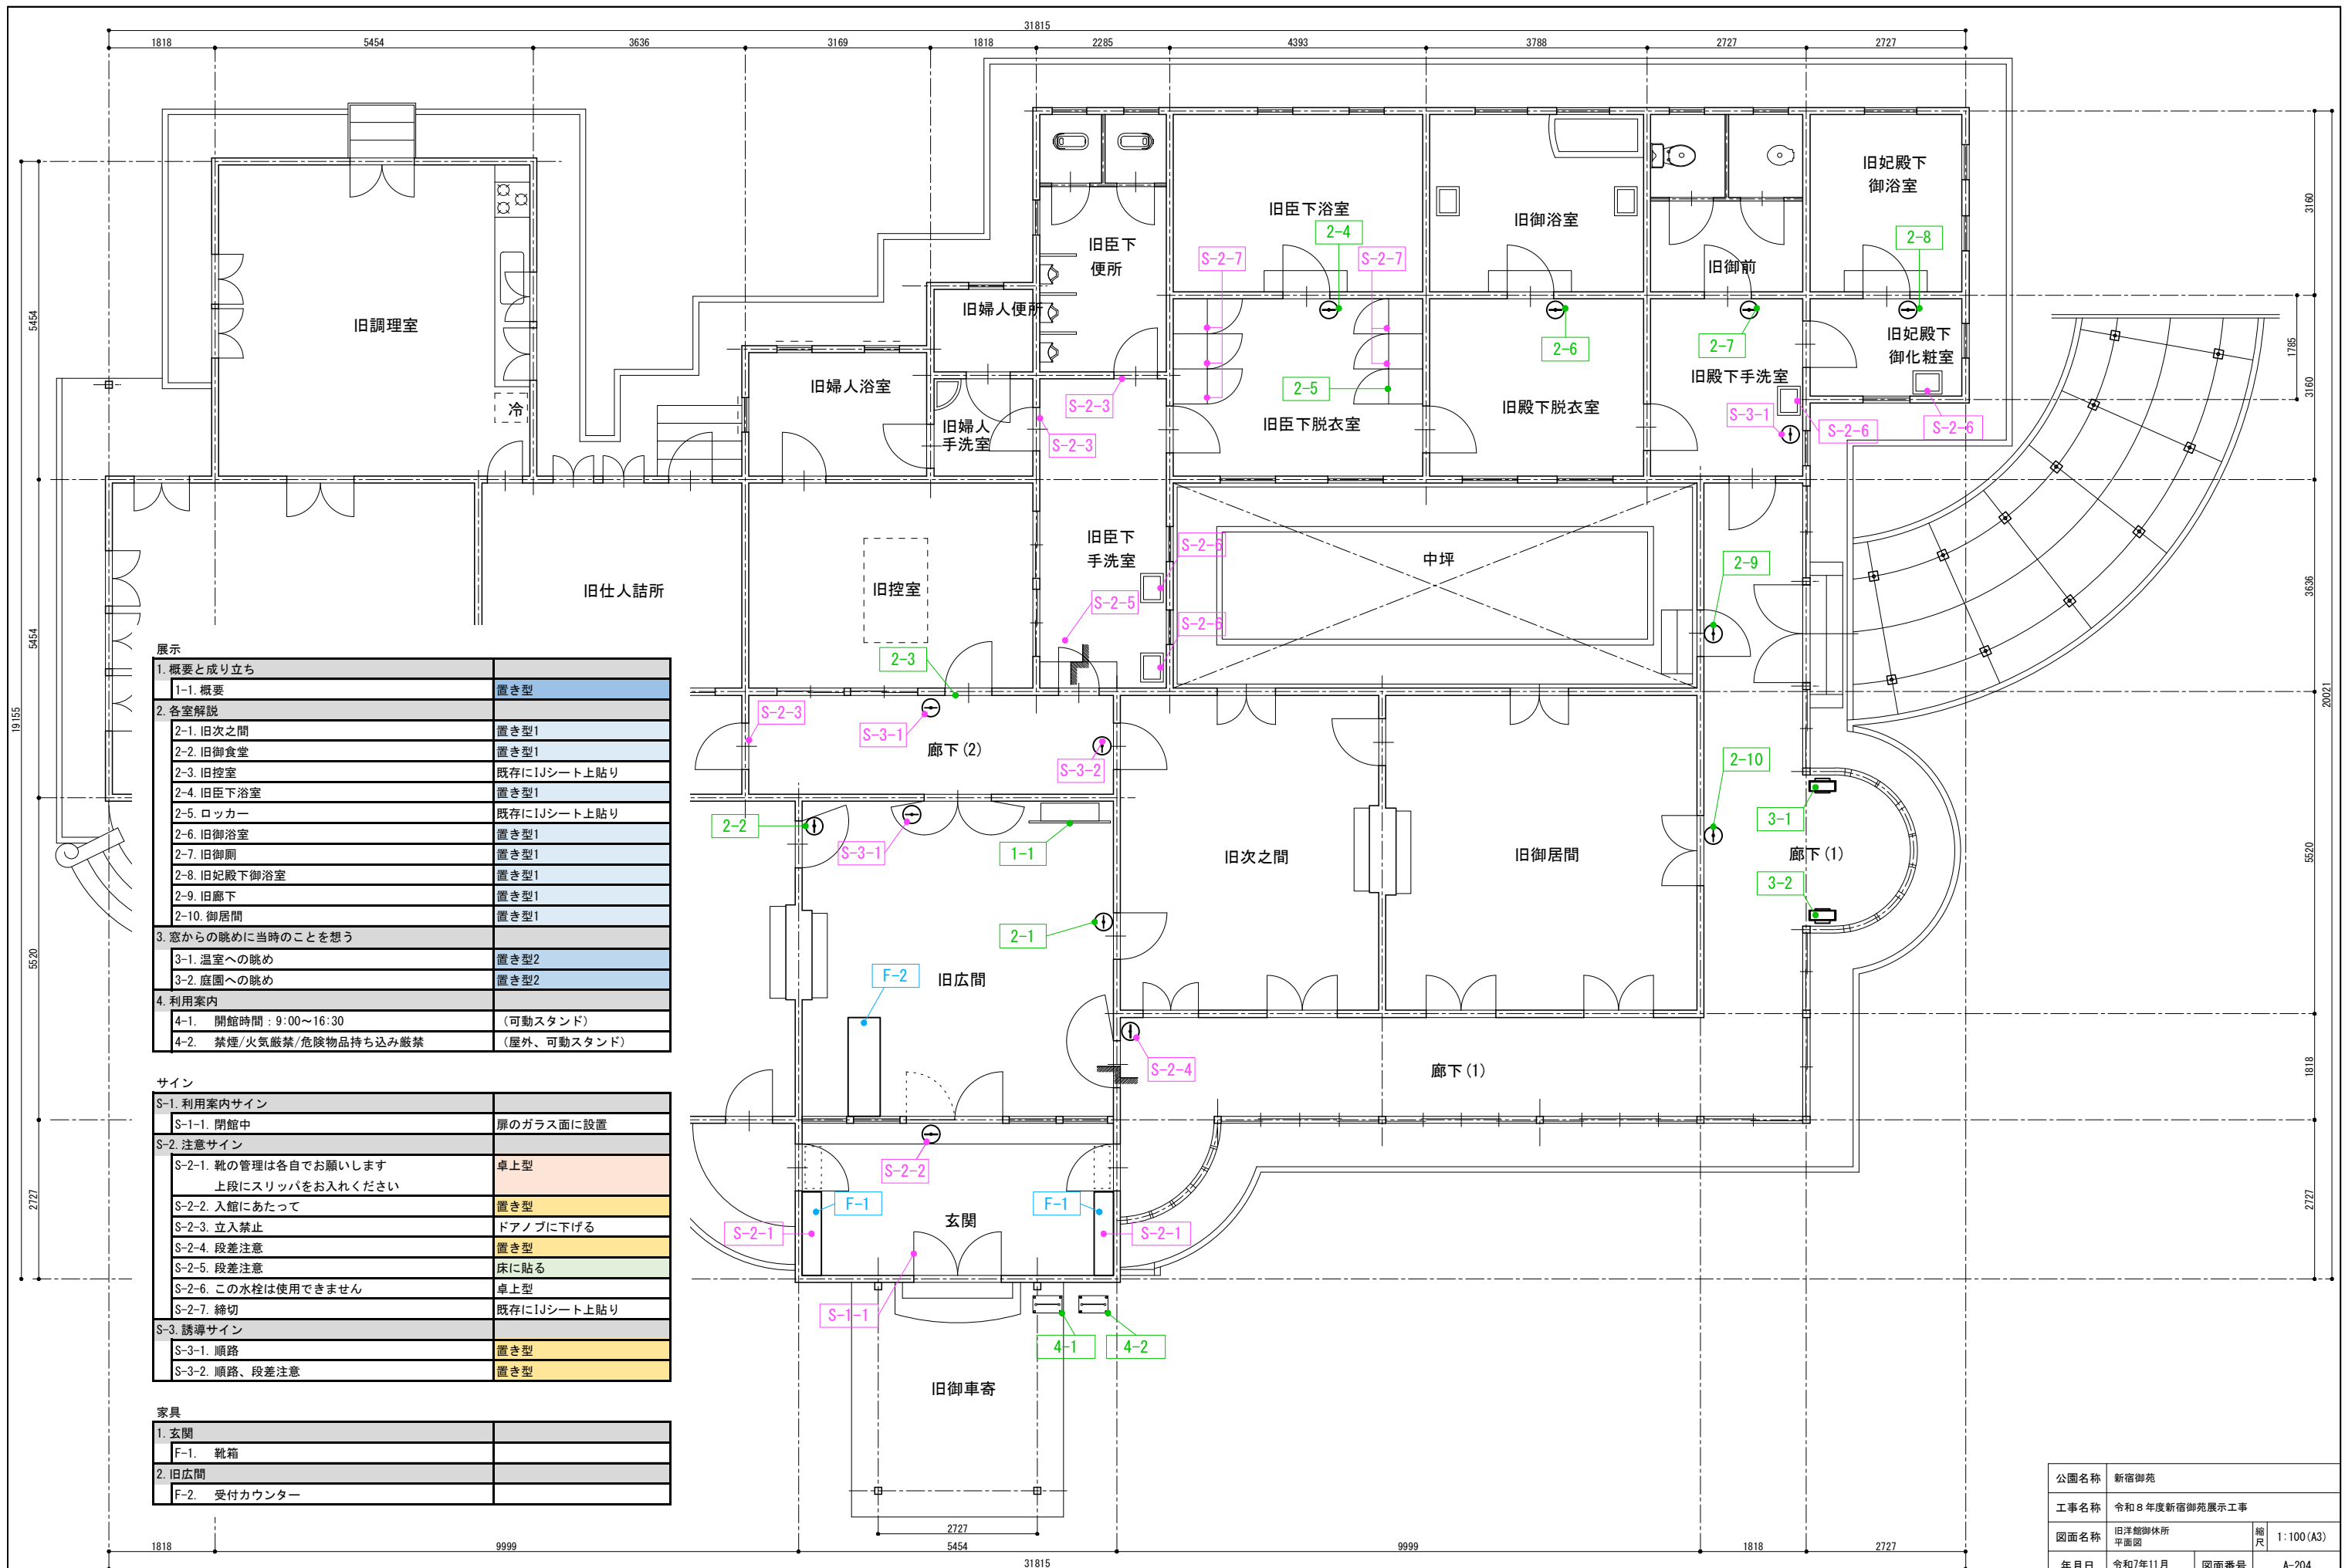 31815
1818 5454 3636 3169 1818 2285 4393 3788 2727 2727
旧妃殿下
御浴室
旧臣下浴室
旧御浴室
3160
2-4
2-8
旧臣下
便所
S-2-7
S-2-7
旧御前
旧婦人便所
旧調理室
5454
旧妃殿下
御化粧室
2-6
2-7
1785
旧婦人浴室
2-5
旧殿下手洗室
3160
冷
S-2-3
旧殿下脱衣室
旧婦人
手洗室
旧臣下脱衣室
S-3-1
S-2-6
S-2-6
S-2-3
旧臣下
手洗室
S-2-6
中坪
2-9
旧仕人詰所
旧控室
3636
S-2-5
S-2-6
5454
2-3
19155
20021
S-2-3
S-3-1
廊下(2)
S-3-2
2-10
2-2
S-3-1
1-1
旧次之間
旧御居間
3-1
廊下(1)
5520
3-2
2-1
5520
F-2
旧広間
S-2-4
廊下(1)
1818
S-2-2
F-1
F-1
2727
2727
S-2-1
玄関
S-2-1
S-1-1
4-1
4-2
旧御車寄
2727
1818 9999 5454 9999 1818 2727
31815
展示
1. 概要と成り立ち
1-1. 概要 置き型
2. 各室解説
2-1. 旧次之間 置き型1
2-2. 旧御食堂 置き型1
2-3. 旧控室 既存にIJシート上貼り
2-4. 旧臣下浴室 置き型1
2-5. ロッカー 既存にIJシート上貼り
2-6. 旧御浴室 置き型1
2-7. 旧御厠 置き型1
2-8. 旧妃殿下御浴室 置き型1
2-9. 旧廊下 置き型1
2-10. 御居間 置き型1
3. 窓からの眺めに当時のことを想う
3-1. 温室への眺め 置き型2
3-2. 庭園への眺め 置き型2
4. 利用案内
4-1. 開館時間：9:00～16:30 （可動スタンド）
4-2. 禁煙/火気厳禁/危険物品持ち込み厳禁 （屋外、可動スタンド）
サイン
S-1. 利用案内サイン
S-1-1. 閉館中 扉のガラス面に設置
S-2. 注意サイン
S-2-1. 靴の管理は各自でお願いします 卓上型
上段にスリッパをお入れください
S-2-2. 入館にあたって 置き型
S-2-3. 立入禁止 ドアノブに下げる
S-2-4. 段差注意 置き型
S-2-5. 段差注意 床に貼る
S-2-6. この水栓は使用できません 卓上型
S-2-7. 締切 既存にIJシート上貼り
S-3. 誘導サイン
S-3-1. 順路 置き型
S-3-2. 順路、段差注意 置き型
家具
1. 玄関
F-1. 靴箱
2. 旧広間
F-2. 受付カウンター
公園名称 新宿御苑
工事名称 令和８年度新宿御苑展示工事
図面名称 旧洋館御休所 平面図 縮尺 1:100(A3)
年月日 令和7年11月 図面番号 A-204